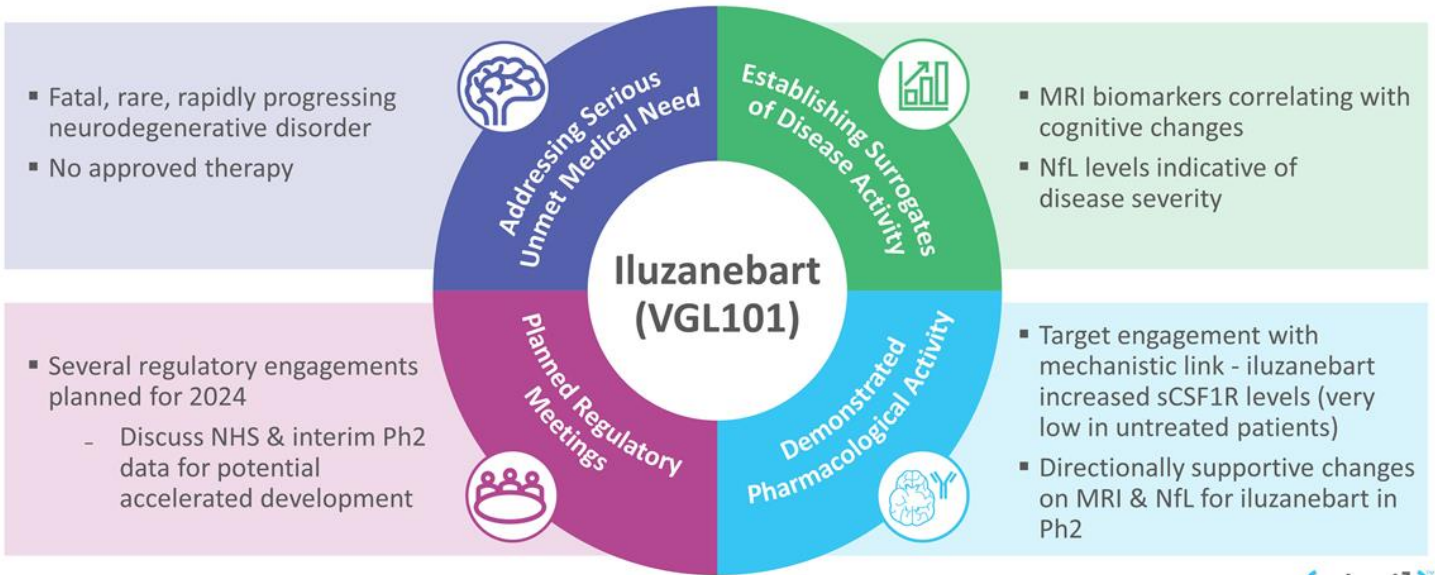 ▪ Fatal, rare, rapidly progressing
neurodegenerative disorder
▪ No approved therapy
Addressing Serious
Unmet Medical Need
Establishing Surrogates
of Disease Activity
▪ MRI biomarkers correlating with
cognitive changes
▪ NfL levels indicative of
disease severity
Iluzanebart
(VGL101)
▪ Several regulatory engagements
planned for 2024
- Discuss NHS & interim Ph2
data for potential
accelerated development
Planned Regulatory
Meetings
Demonstrated
Pharmacological Activity
▪ Target engagement with
mechanistic link - iluzanebart
increased sCSF1R levels (very
low in untreated patients)
▪ Directionally supportive changes
on MRI & NfL for iluzanebart in
Ph2